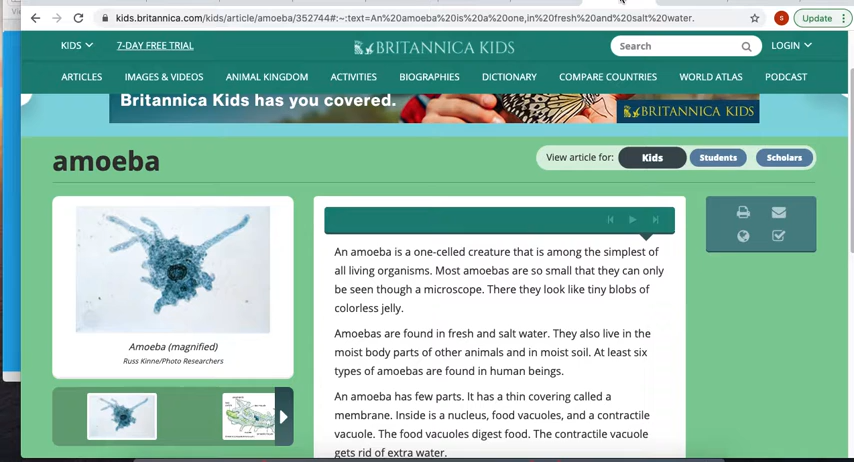 kids.britannica.com/kids/article/amoeba/352744#:~:text=An%20amoeba%20is%20a%20one,in%20fresh%20and%20salt%20water.
Update
KIDS
7-DAY FREE TRIAL
BRITANNICA KIDS
Search
LOGIN
ARTICLES IMAGES & VIDEOS ANIMAL KINGDOM ACTIVITIES BIOGRAPHIES DICTIONARY COMPARE COUNTRIES WORLD ATLAS PODCAST
Britannica Kids has you covered.
BRITANNICA KIDS
amoeba
View article for: Kids Students Scholars
Amoeba (magnified)
Russ Kinne/Photo Researchers
An amoeba is a one-celled creature that is among the simplest of
all living organisms. Most amoebas are so small that they can only
be seen though a microscope. There they look like tiny blobs of
colorless jelly.
Amoebas are found in fresh and salt water. They also live in the
moist body parts of other animals and in moist soil. At least six
types of amoebas are found in human beings.
An amoeba has few parts. It has a thin covering called a
membrane. Inside is a nucleus, food vacuoles, and a contractile
vacuole. The food vacuoles digest food. The contractile vacuole
gets rid of extra water.